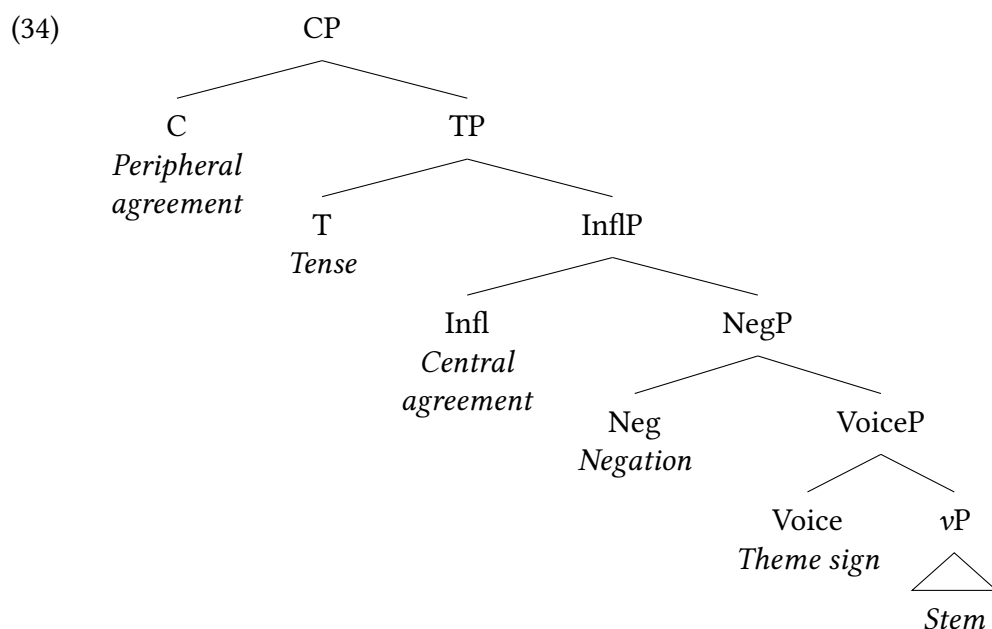 (34) CP
C TP
Peripheral
agreement
T InflP
Tense
Infl NegP
Central
agreement
Neg VoiceP
Negation
Voice vP
Theme sign
Stem